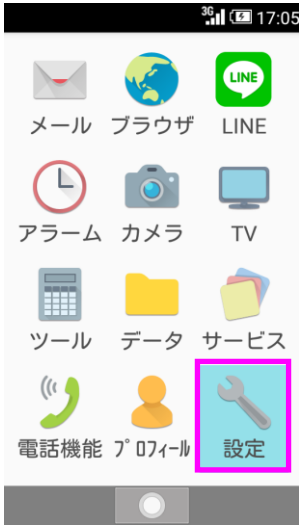 3G 17:05
LINE
メール ブラウザ LINE
アラーム カメラ TV
ツール データ サービス
電話機能 プロフィール 設定